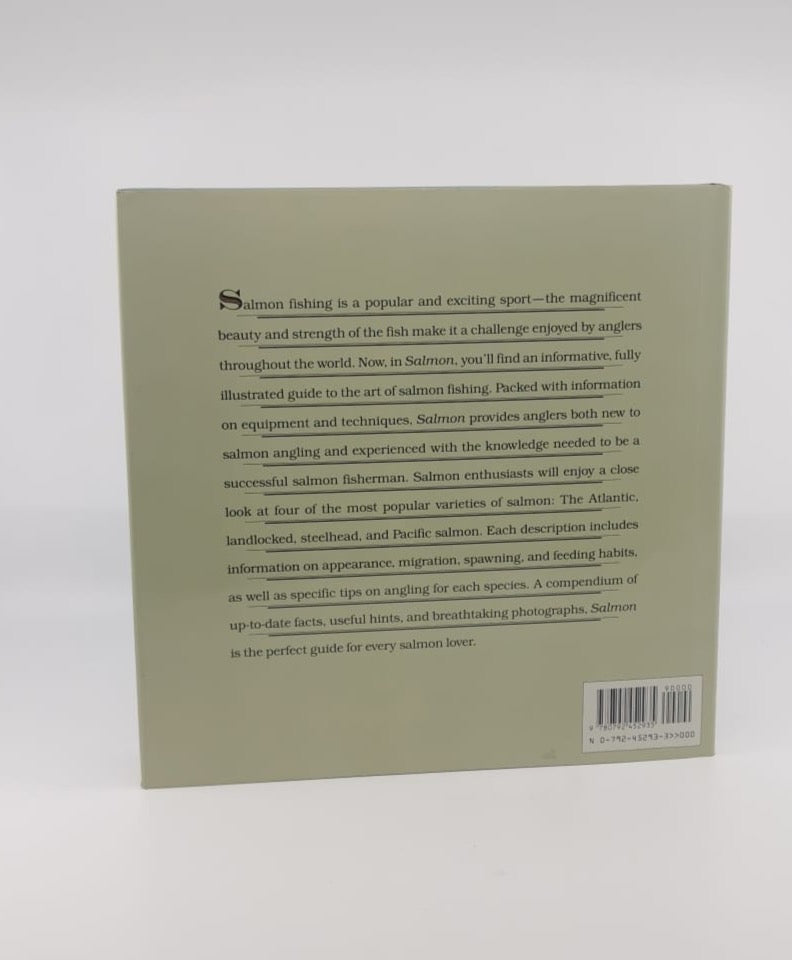 Salmon fishing is a popular and exciting sport—the magnificent
beauty and strength of the fish make it a challenge enjoyed by anglers
throughout the world. Now, in Salmon, you'll find an informative, fully
illustrated guide to the art of salmon fishing. Packed with information
on equipment and techniques, Salmon provides anglers both new to
salmon angling and experienced with the knowledge needed to be a
successful salmon fisherman. Salmon enthusiasts will enjoy a close
look at four of the most popular varieties of salmon: The Atlantic,
landlocked, steelhead, and Pacific salmon. Each description includes
information on appearance, migration, spawning, and feeding habits,
as well as specific tips on angling for each species. A compendium of
up-to-date facts, useful hints, and breathtaking photographs, Salmon
is the perfect guide for every salmon lover.
90000
9 780792 452935
N 0-792-45293-3>>000